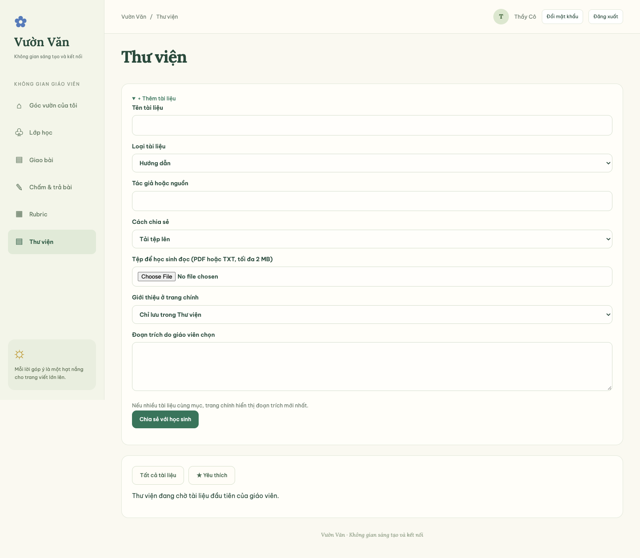 Vườn Văn
Không gian sáng tạo và kết nối
KHÔNG GIAN GIÁO VIÊN
Góc vườn của tôi
Lớp học
Giao bài
Chấm & trả bài
Rubric
Thư viện
Mỗi lời góp ý là một hạt nắng
cho trang viết lớn lên.
Vườn Văn / Thư viện
T Thầy Cô Đổi mật khẩu Đăng xuất
Thư viện
▾ + Thêm tài liệu
Tên tài liệu
Loại tài liệu
Hướng dẫn
Tác giả hoặc nguồn
Cách chia sẻ
Tải tệp lên
Tệp để học sinh đọc (PDF hoặc TXT, tối đa 2 MB)
Choose File No file chosen
Giới thiệu ở trang chính
Chỉ lưu trong Thư viện
Đoạn trích do giáo viên chọn
Nếu nhiều tài liệu cùng mục, trang chính hiển thị đoạn trích mới nhất.
Chia sẻ với học sinh
Tất cả tài liệu ★ Yêu thích
Thư viện đang chờ tài liệu đầu tiên của giáo viên.
Vườn Văn · Không gian sáng tạo và kết nối